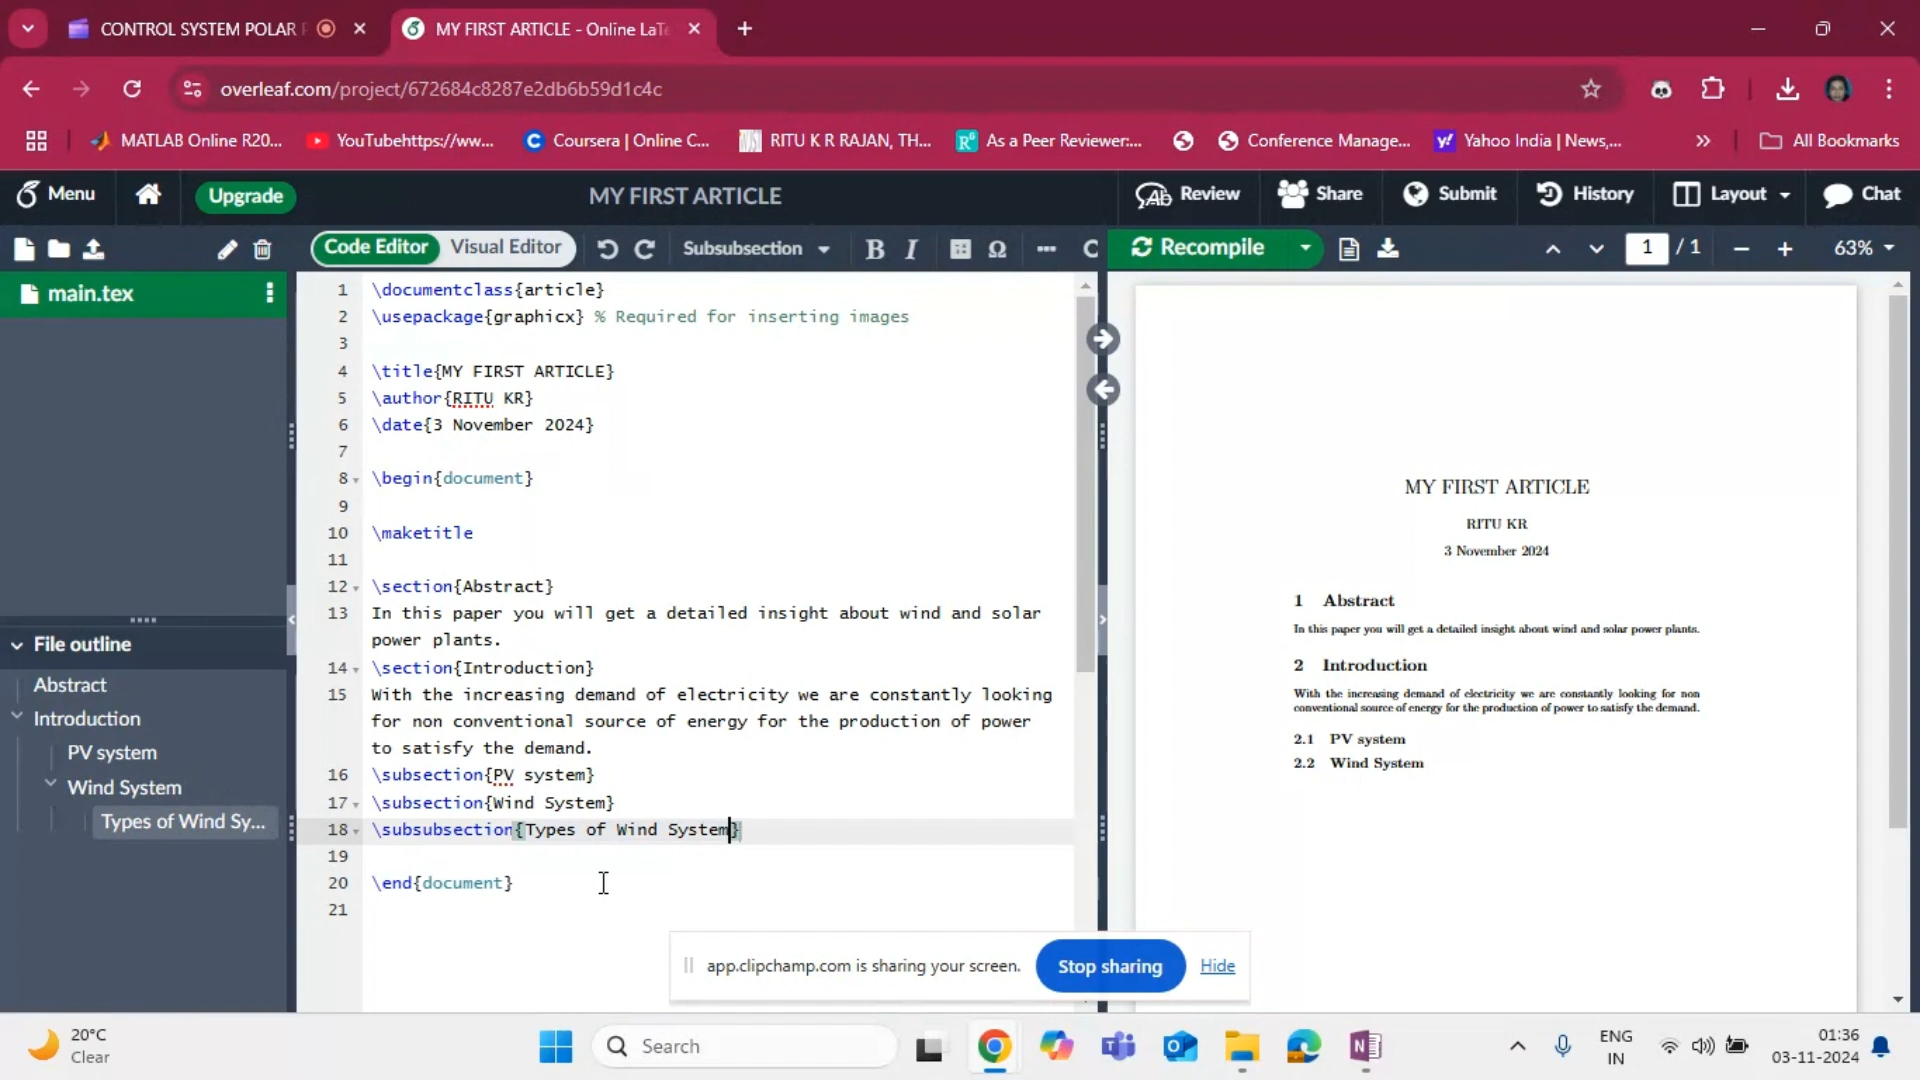 CONTROL SYSTEM POLAR
MY FIRST ARTICLE - Online LaTe
overleaf.com/project/672684c8287e2db6b59d1c4c
MATLAB Online R20...
YouTubehttps://ww...
Coursera | Online C...
RITU K R RAJAN, TH...
As a Peer Reviewer:...
Conference Manage...
Yahoo India | News,...
»
All Bookmarks
Menu
Upgrade
MY FIRST ARTICLE
Review
Share
Submit
History
Layout
Chat
Code Editor
Visual Editor
Subsubsection
B
I
Ω
Recompile
1 / 1
63%
main.tex
File outline
Abstract
Introduction
PV system
Wind System
Types of Wind Sy...
1 \documentclass{article}
2 \usepackage{graphicx} % Required for inserting images
3
4 \title{MY FIRST ARTICLE}
5 \author{RITU KR}
6 \date{3 November 2024}
7
8 \begin{document}
9
10 \maketitle
11
12 \section{Abstract}
13 In this paper you will get a detailed insight about wind and solar
power plants.
14 \section{Introduction}
15 With the increasing demand of electricity we are constantly looking
for non conventional source of energy for the production of power
to satisfy the demand.
16 \subsection{PV system}
17 \subsection{Wind System}
18 \subsubsection{Types of Wind System}
19
20 \end{document}
21
MY FIRST ARTICLE
RITU KR
3 November 2024
1 Abstract
In this paper you will get a detailed insight about wind and solar power plants.
2 Introduction
With the increasing demand of electricity we are constantly looking for non
conventional source of energy for the production of power to satisfy the demand.
2.1 PV system
2.2 Wind System
app.clipchamp.com is sharing your screen.
Stop sharing
Hide
20°C
Clear
Search
ENG
IN
01:36
03-11-2024